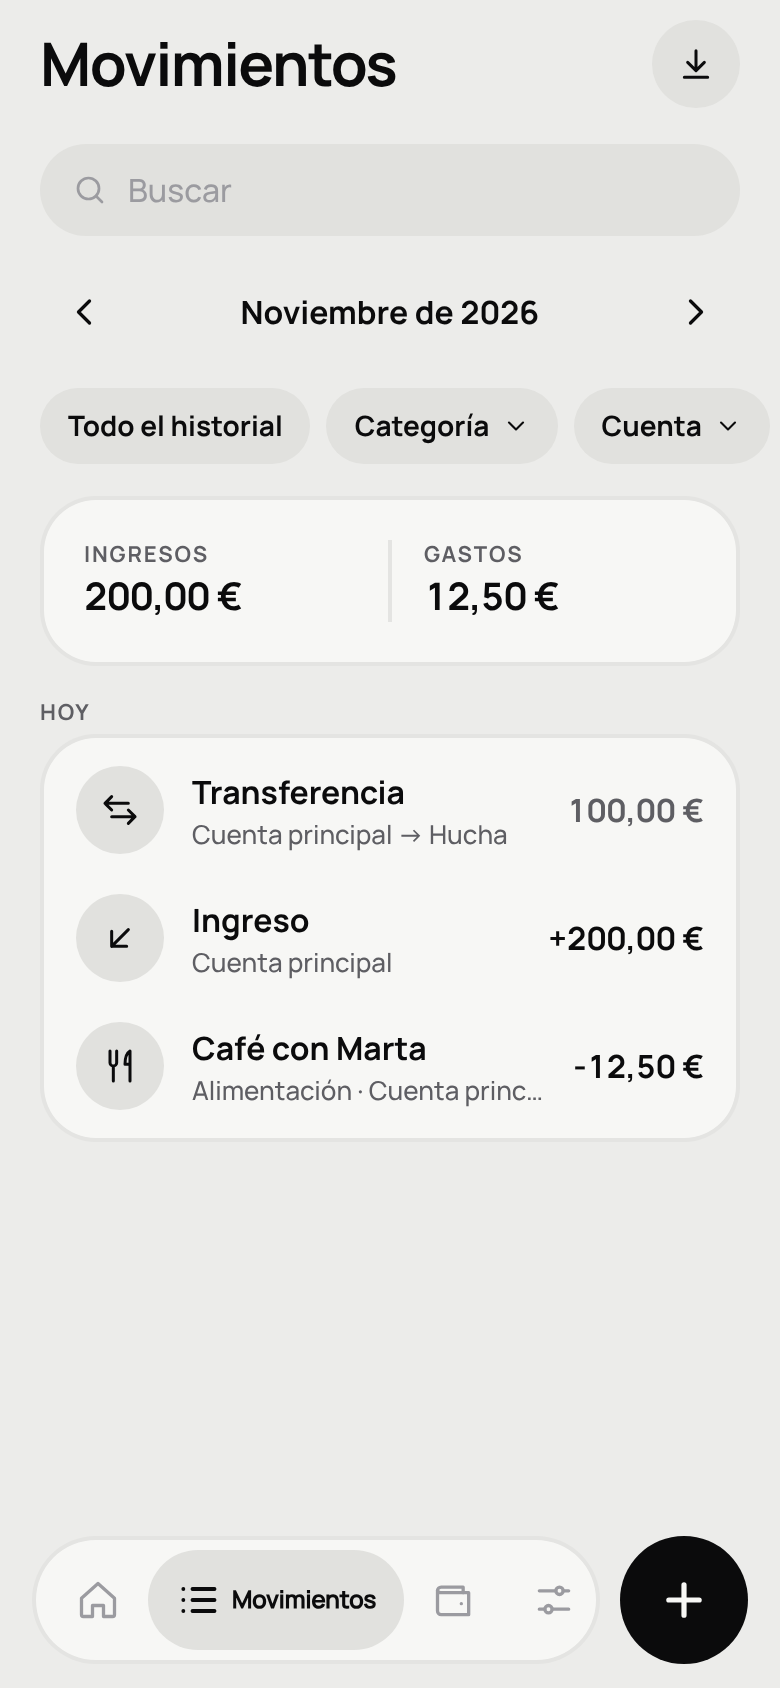 Movimientos
Buscar
Noviembre de 2026
Todo el historial
Categoría
Cuenta
INGRESOS
200,00 €
GASTOS
12,50 €
HOY
Transferencia
Cuenta principal → Hucha
100,00 €
Ingreso
Cuenta principal
+200,00 €
Café con Marta
Alimentación · Cuenta princ...
-12,50 €
Movimientos